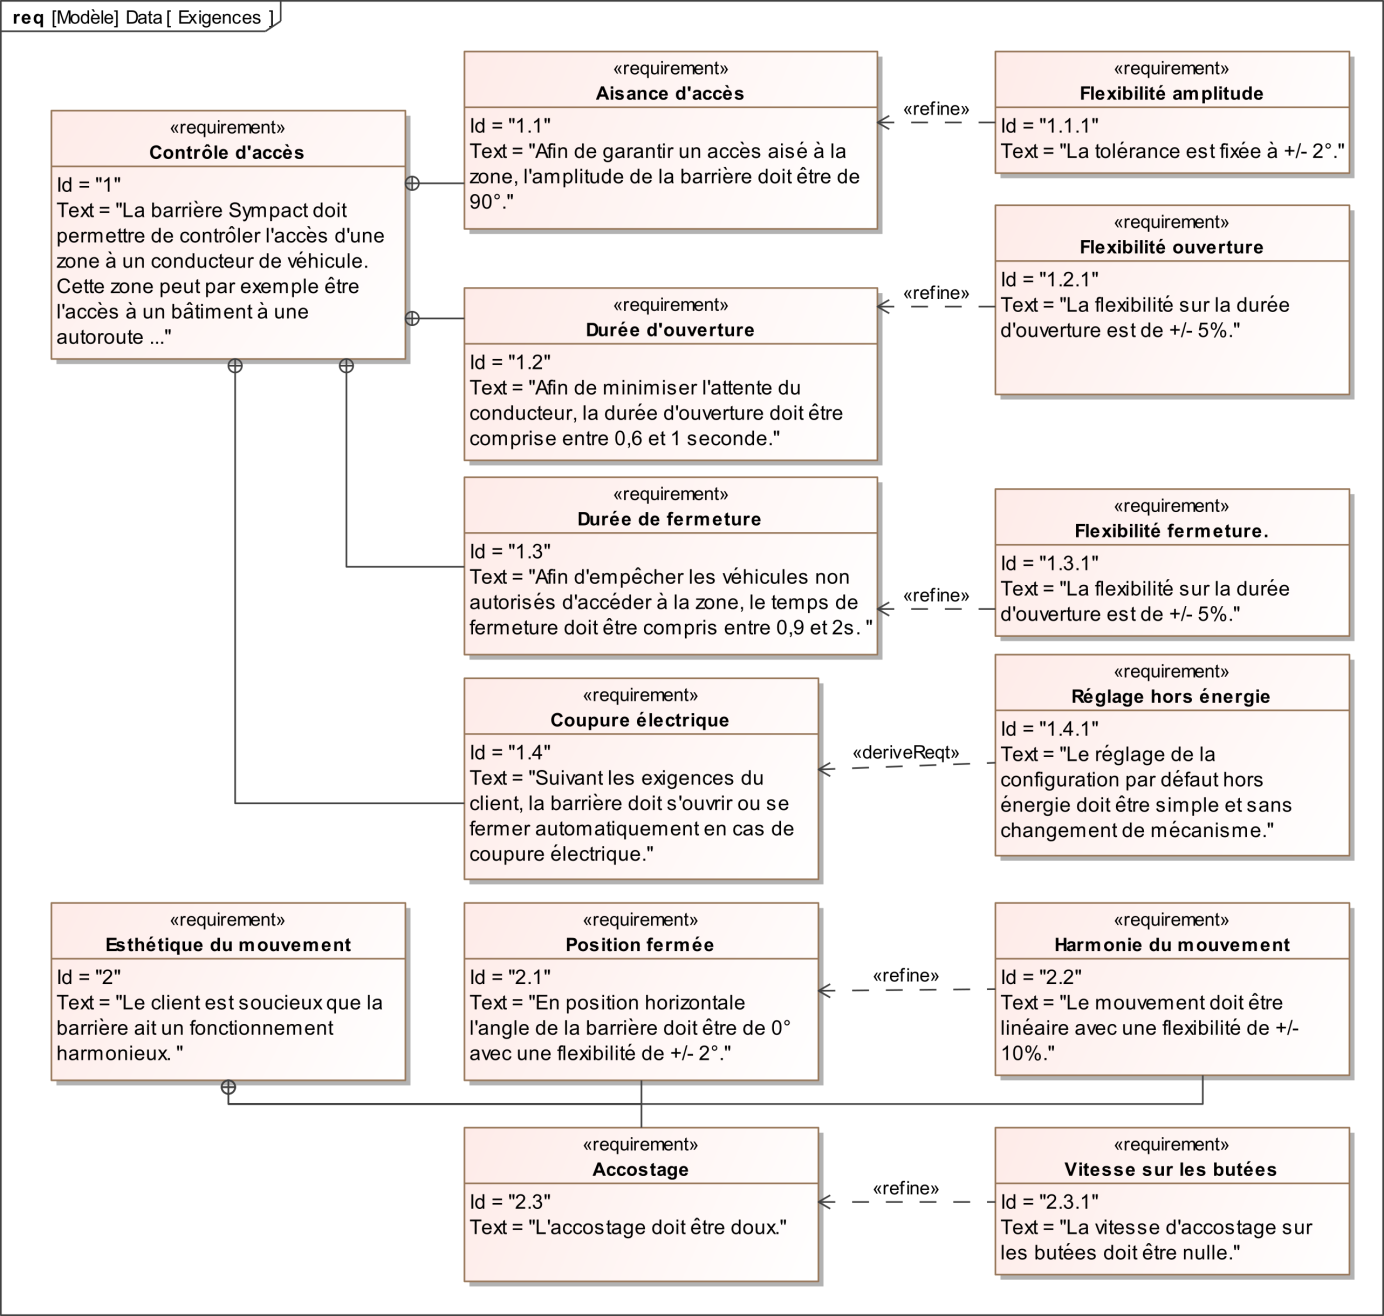 req [Modèle] Data [ Exigences ]
«requirement»
Contrôle d'accès
Id = "1"
Text = "La barrière Sympact doit
permettre de contrôler l'accès d'une
zone à un conducteur de véhicule.
Cette zone peut par exemple être
l'accès à un bâtiment à une
autoroute ..."
«requirement»
Aisance d'accès
Id = "1.1"
Text = "Afin de garantir un accès aisé à la
zone, l'amplitude de la barrière doit être de
90°."
«refine»
«requirement»
Flexibilité amplitude
Id = "1.1.1"
Text = "La tolérance est fixée à +/- 2°."
«requirement»
Durée d'ouverture
Id = "1.2"
Text = "Afin de minimiser l'attente du
conducteur, la durée d'ouverture doit être
comprise entre 0,6 et 1 seconde."
«refine»
«requirement»
Flexibilité ouverture
Id = "1.2.1"
Text = "La flexibilité sur la durée
d'ouverture est de +/- 5%."
«requirement»
Durée de fermeture
Id = "1.3"
Text = "Afin d'empêcher les véhicules non
autorisés d'accéder à la zone, le temps de
fermeture doit être compris entre 0,9 et 2s. "
«refine»
«requirement»
Flexibilité fermeture.
Id = "1.3.1"
Text = "La flexibilité sur la durée
d'ouverture est de +/- 5%."
«requirement»
Coupure électrique
Id = "1.4"
Text = "Suivant les exigences du
client, la barrière doit s'ouvrir ou se
fermer automatiquement en cas de
coupure électrique."
«deriveReqt»
«requirement»
Réglage hors énergie
Id = "1.4.1"
Text = "Le réglage de la
configuration par défaut hors
énergie doit être simple et sans
changement de mécanisme."
«requirement»
Esthétique du mouvement
Id = "2"
Text = "Le client est soucieux que la
barrière ait un fonctionnement
harmonieux. "
«requirement»
Position fermée
Id = "2.1"
Text = "En position horizontale
l'angle de la barrière doit être de 0°
avec une flexibilité de +/- 2°."
«refine»
«requirement»
Harmonie du mouvement
Id = "2.2"
Text = "Le mouvement doit être
linéaire avec une flexibilité de +/-
10%."
«requirement»
Accostage
Id = "2.3"
Text = "L'accostage doit être doux."
«refine»
«requirement»
Vitesse sur les butées
Id = "2.3.1"
Text = "La vitesse d'accostage sur
les butées doit être nulle."